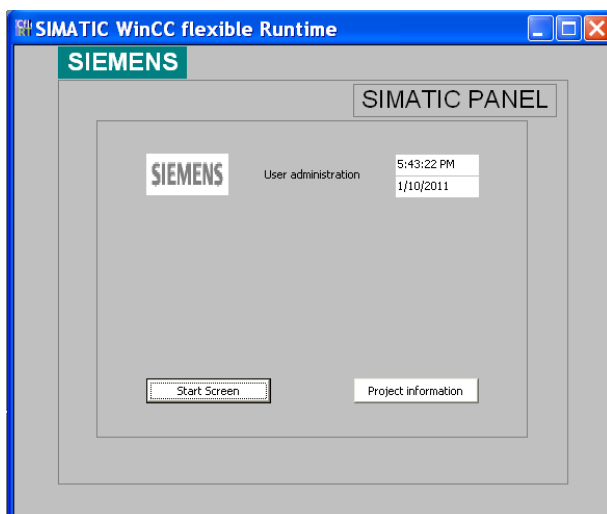 SIMATIC WinCC flexible Runtime
SIEMENS
SIMATIC PANEL
SIEMENS
User administration
5:43:22 PM
1/10/2011
Start Screen
Project information